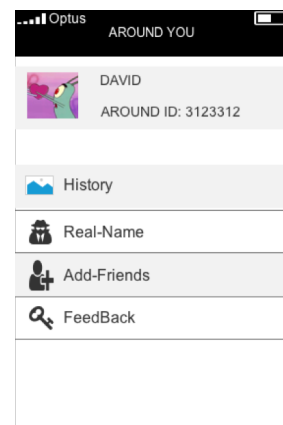 Optus
AROUND YOU
DAVID
AROUND ID: 3123312
History
Real-Name
Add-Friends
FeedBack